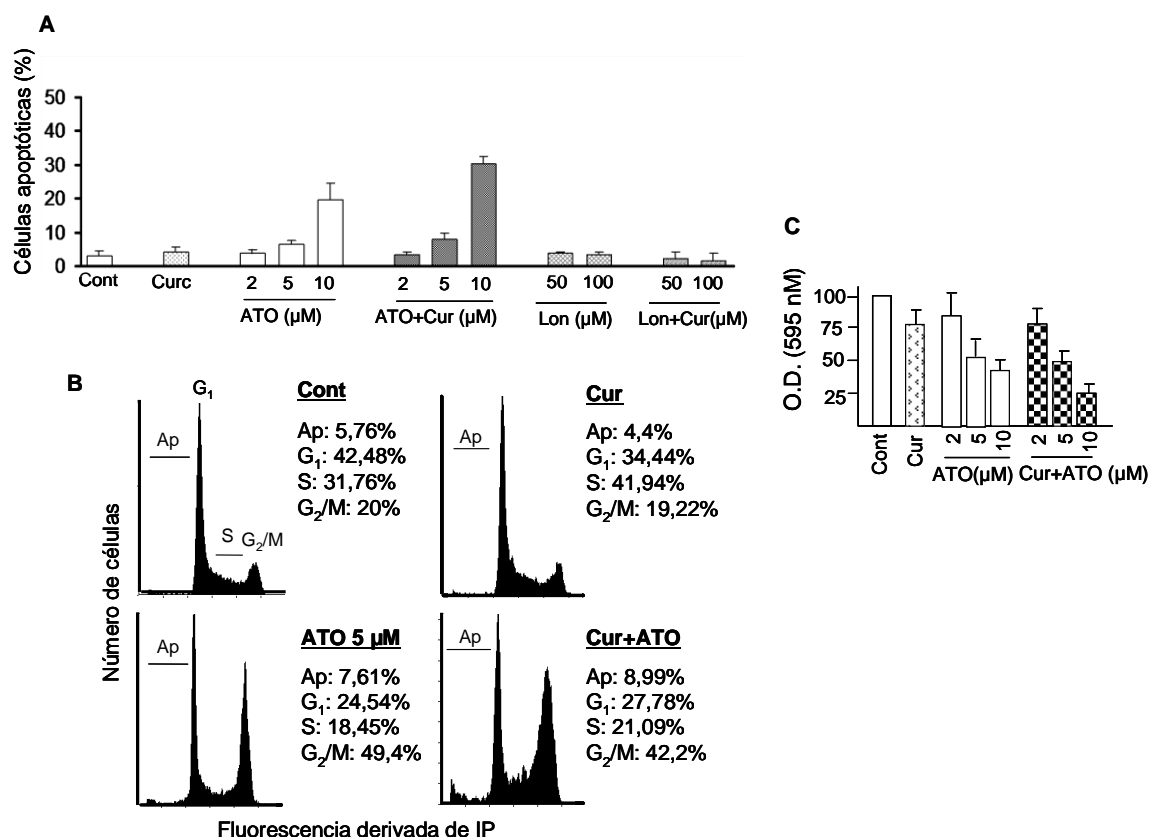 A
Células apoptóticas (%)
50
40
30
20
10
0
Cont Curc 2 5 10 2 5 10 50 100 50 100
ATO (µM) ATO+Cur (µM) Lon (µM) Lon+Cur(µM)
B
Número de células
G1
Ap
S G2/M
Cont
Ap: 5,76%
G1: 42,48%
S: 31,76%
G2/M: 20%
Ap
Cur
Ap: 4,4%
G1: 34,44%
S: 41,94%
G2/M: 19,22%
Ap
ATO 5 µM
Ap: 7,61%
G1: 24,54%
S: 18,45%
G2/M: 49,4%
Ap
Cur+ATO
Ap: 8,99%
G1: 27,78%
S: 21,09%
G2/M: 42,2%
Fluorescencia derivada de IP
C
O.D. (595 nM)
100
75
50
25
Cont Cur 2 5 10 2 5 10
ATO(µM) Cur+ATO (µM)